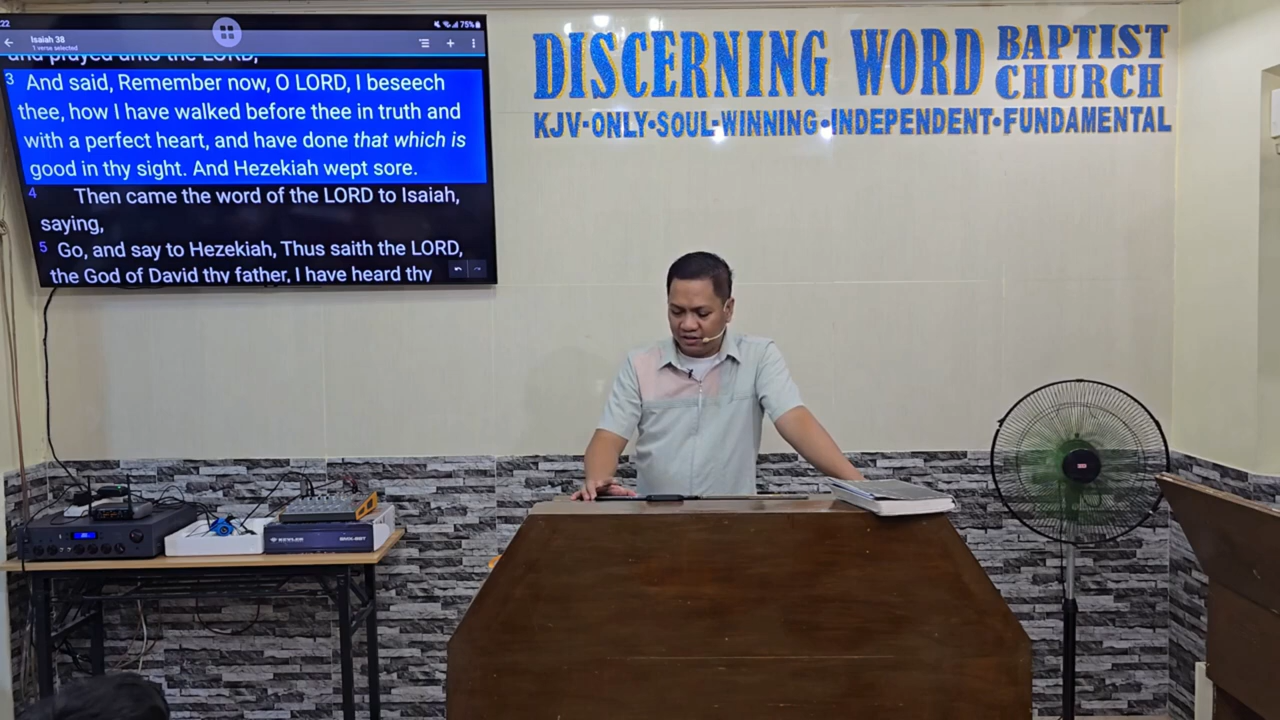 22
75%
Isaiah 38
1 verse selected
and prayed unto the LORD,
3 And said, Remember now, O LORD, I beseech
thee, how I have walked before thee in truth and
with a perfect heart, and have done that which is
good in thy sight. And Hezekiah wept sore.
4 Then came the word of the LORD to Isaiah,
saying,
5 Go, and say to Hezekiah, Thus saith the LORD,
the God of David thy father, I have heard thy
DISCERNING WORD BAPTIST
CHURCH
KJV-ONLY•SOUL-WINNING•INDEPENDENT•FUNDAMENTAL